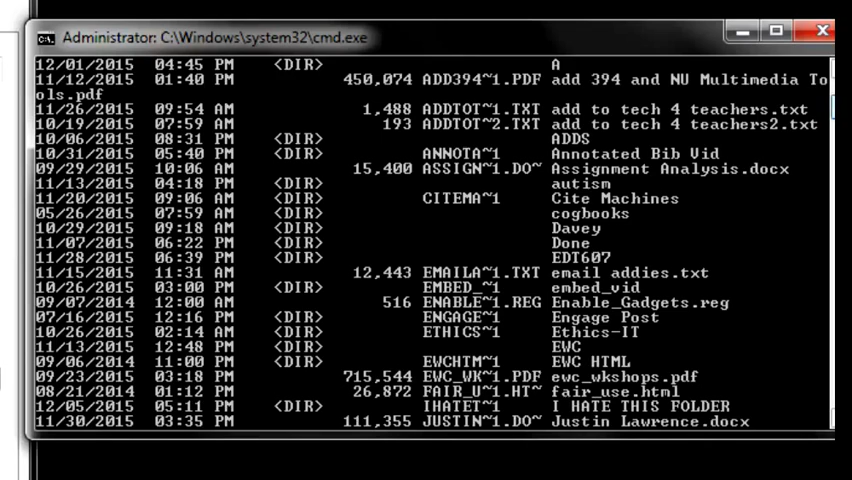 Administrator: C:\Windows\system32\cmd.exe
12/01/2015 04:45 PM <DIR> A
11/12/2015 01:40 PM 450,074 ADD394~1.PDF add 394 and NU Multimedia To
ols.pdf
11/26/2015 09:54 AM 1,488 ADDTOT~1.TXT add to tech 4 teachers.txt
10/19/2015 07:59 AM 193 ADDTOT~2.TXT add to tech 4 teachers2.txt
10/06/2015 08:31 PM <DIR> ADDS
10/31/2015 05:40 PM <DIR> ANNOTA~1 Annotated Bib Vid
09/29/2015 10:06 AM 15,400 ASSIGN~1.DO~ Assignment Analysis.docx
11/13/2015 04:18 PM <DIR> autism
11/20/2015 09:06 AM <DIR> CITEMA~1 Cite Machines
05/26/2015 07:59 AM <DIR> cogbooks
10/29/2015 09:18 AM <DIR> Davey
11/07/2015 06:22 PM <DIR> Done
11/28/2015 06:39 PM <DIR> EDT607
11/15/2015 11:31 AM 12,443 EMAILA~1.TXT email addies.txt
10/26/2015 03:00 PM <DIR> EMBED_~1 embed_vid
09/07/2014 12:00 AM 516 ENABLE~1.REG Enable_Gadgets.reg
07/16/2015 12:16 PM <DIR> ENGAGE~1 Engage Post
10/26/2015 02:14 AM <DIR> ETHICS~1 Ethics-IT
11/13/2015 12:48 PM <DIR> EWC
09/06/2014 11:00 PM <DIR> EWCHTM~1 EWC HTML
09/23/2015 03:18 PM 715,544 EWC_WK~1.PDF ewc_wkshops.pdf
08/21/2014 01:12 PM 26,872 FAIR_U~1.HT~ fair_use.html
12/05/2015 05:11 PM <DIR> IHATET~1 I HATE THIS FOLDER
11/30/2015 03:35 PM 111,355 JUSTIN~1.DO~ Justin Lawrence.docx